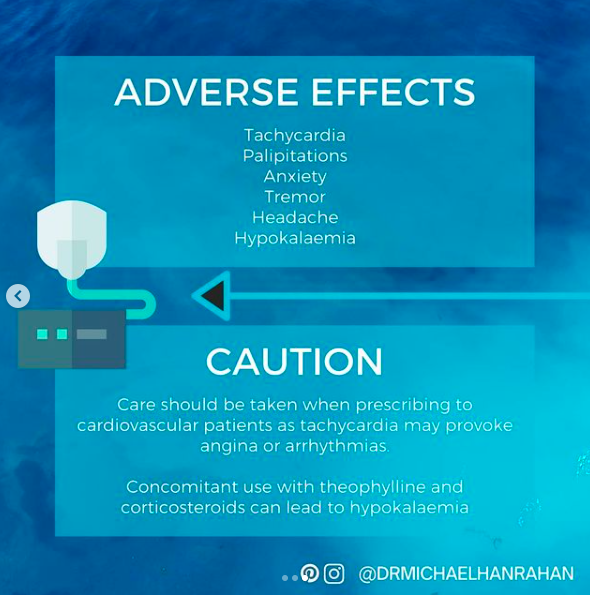 ADVERSE EFFECTS
Tachycardia
Palipitations
Anxiety
Tremor
Headache
Hypokalaemia
CAUTION
Care should be taken when prescribing to
cardiovascular patients as tachycardia may provoke
angina or arrhythmias.
Concomitant use with theophylline and
corticosteroids can lead to hypokalaemia
@DRMICHAELHANRAHAN